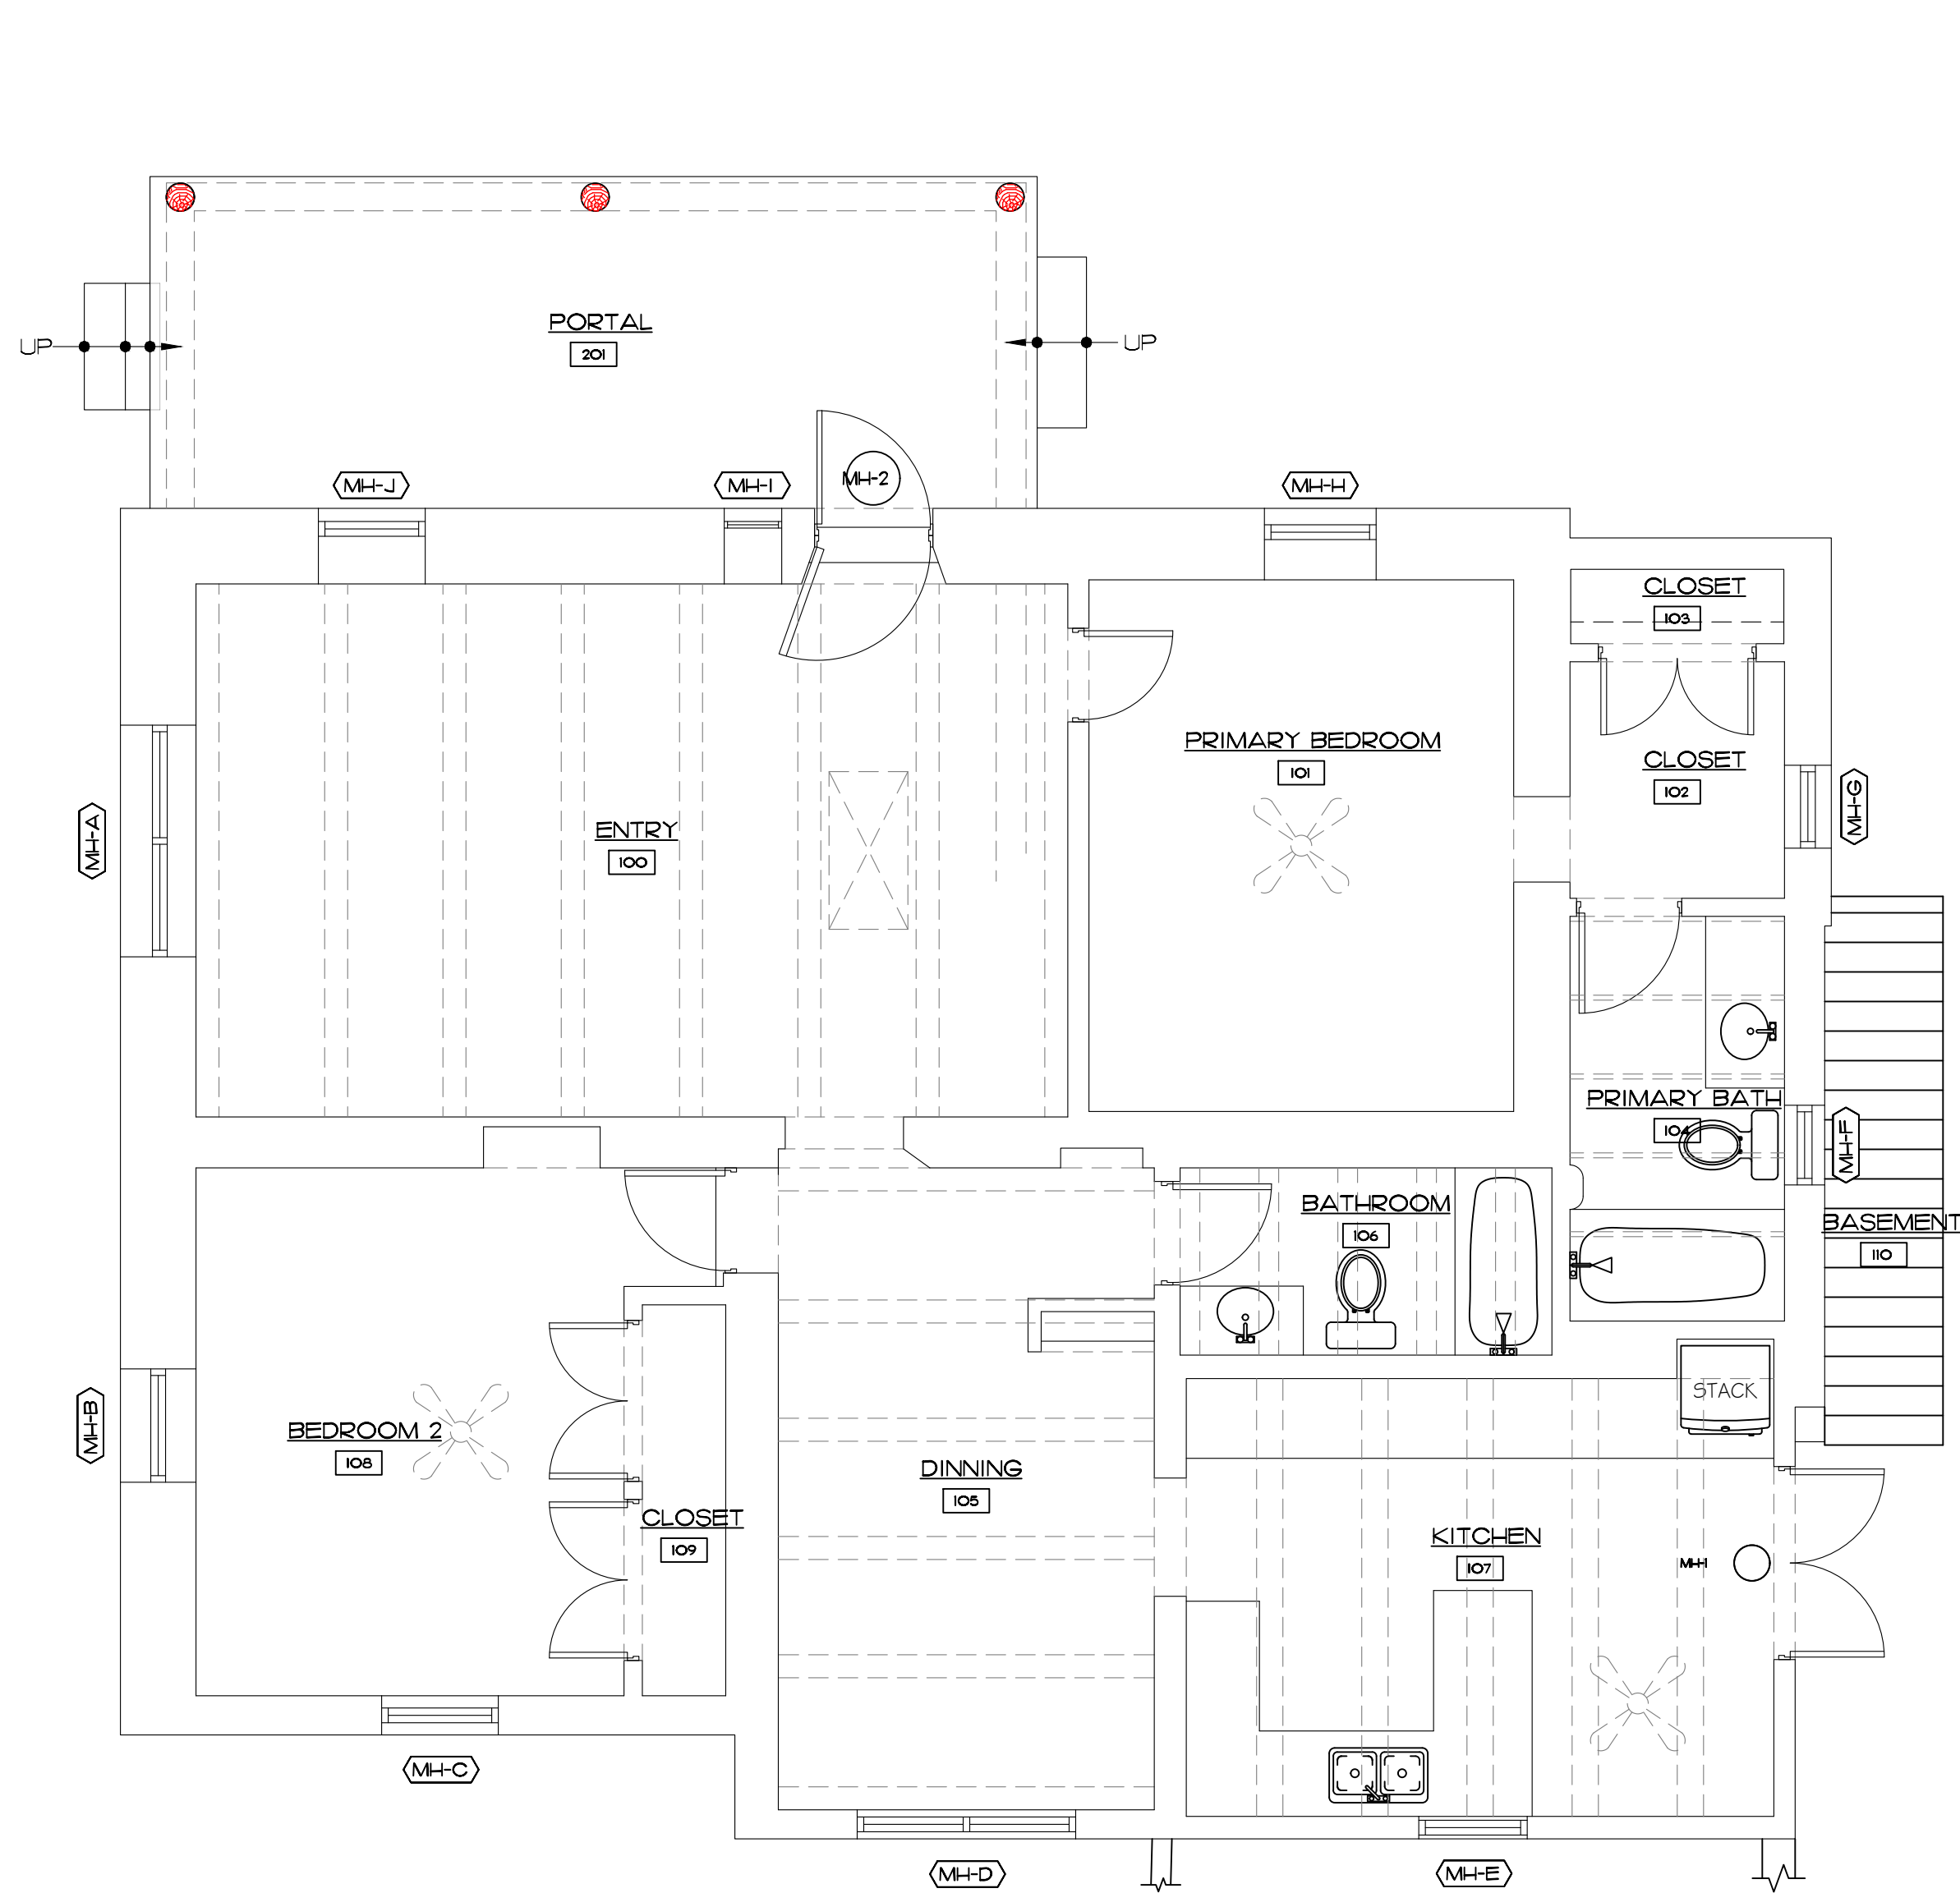 PORTAL
201
UP
UP
MH-J
MH-I
MH-2
MH-H
CLOSET
103
PRIMARY BEDROOM
101
CLOSET
102
MH-G
MH-A
ENTRY
100
PRIMARY BATH
104
MH-F
BATHROOM
106
BASEMENT
110
STACK
MH-B
BEDROOM 2
108
DINNING
105
CLOSET
109
KITCHEN
107
MH-1
MH-C
MH-D
MH-E